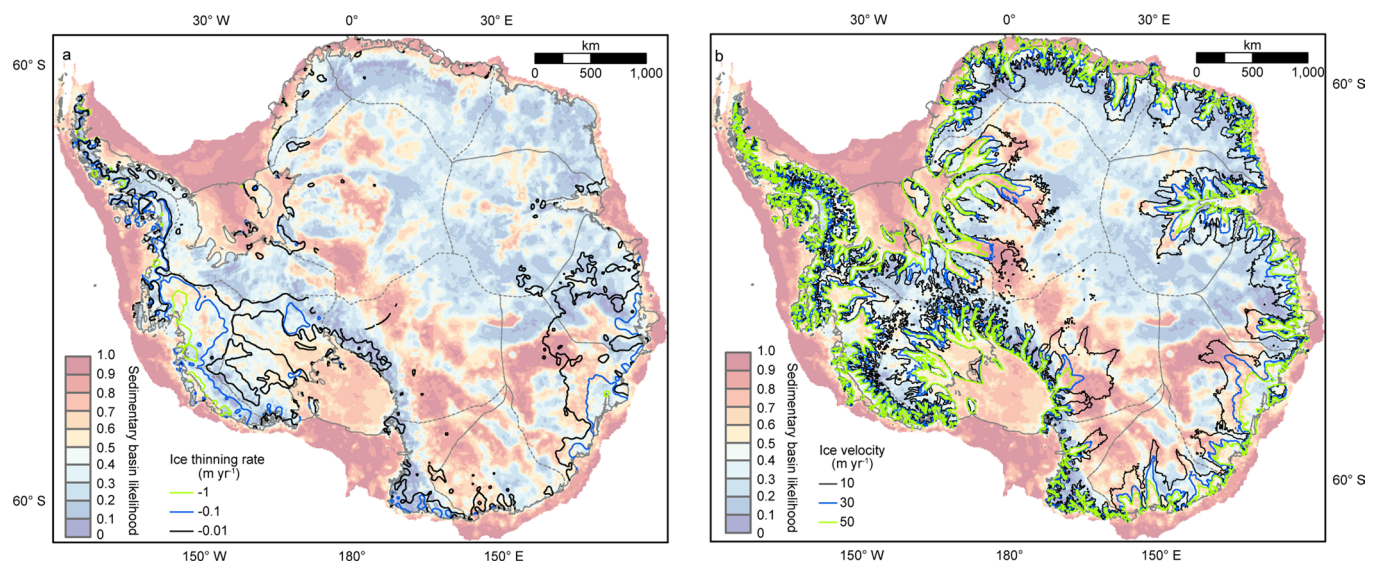 30° W 0° 30° E
a
km
0 500 1,000
60° S
1.0
0.9
0.8
0.7
0.6
0.5
0.4
0.3
0.2
0.1
0
Sedimentary basin likelihood
Ice thinning rate
(m yr⁻¹)
-1
-0.1
-0.01
60° S
150° W 180° 150° E
30° W 0° 30° E
b
km
0 500 1,000
60° S
1.0
0.9
0.8
0.7
0.6
0.5
0.4
0.3
0.2
0.1
0
Sedimentary basin likelihood
Ice velocity
(m yr⁻¹)
10
30
50
60° S
150° W 180° 150° E